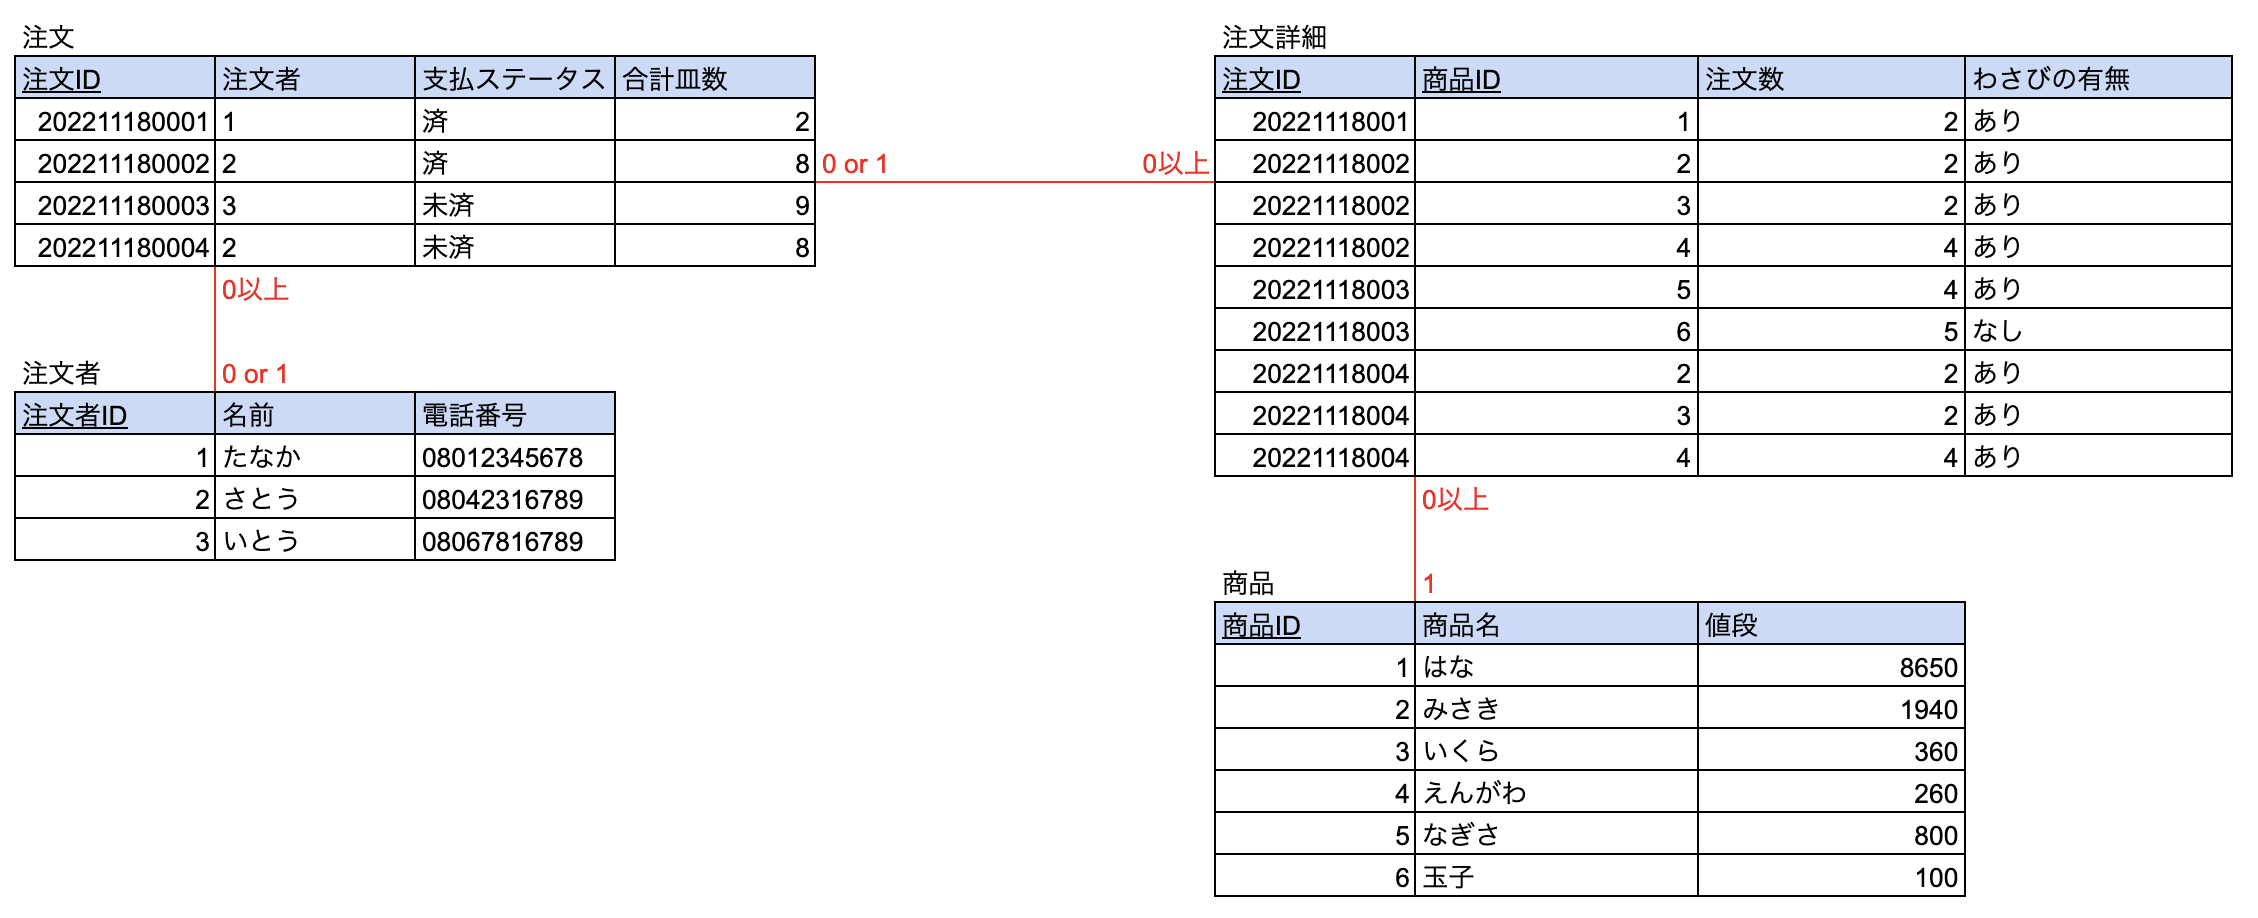 注文
注文ID 注文者 支払ステータス 合計皿数
202211180001 1 済 2
202211180002 2 済 8
202211180003 3 未済 9
202211180004 2 未済 8
0 or 1
0以上
0以上
0 or 1
注文者
注文者ID 名前 電話番号
1 たなか 08012345678
2 さとう 08042316789
3 いとう 08067816789
注文詳細
注文ID 商品ID 注文数 わさびの有無
20221118001 1 2 あり
20221118002 2 2 あり
20221118002 3 2 あり
20221118002 4 4 あり
20221118003 5 4 あり
20221118003 6 5 なし
20221118004 2 2 あり
20221118004 3 2 あり
20221118004 4 4 あり
0以上
1
商品
商品ID 商品名 値段
1 はな 8650
2 みさき 1940
3 いくら 360
4 えんがわ 260
5 なぎさ 800
6 玉子 100